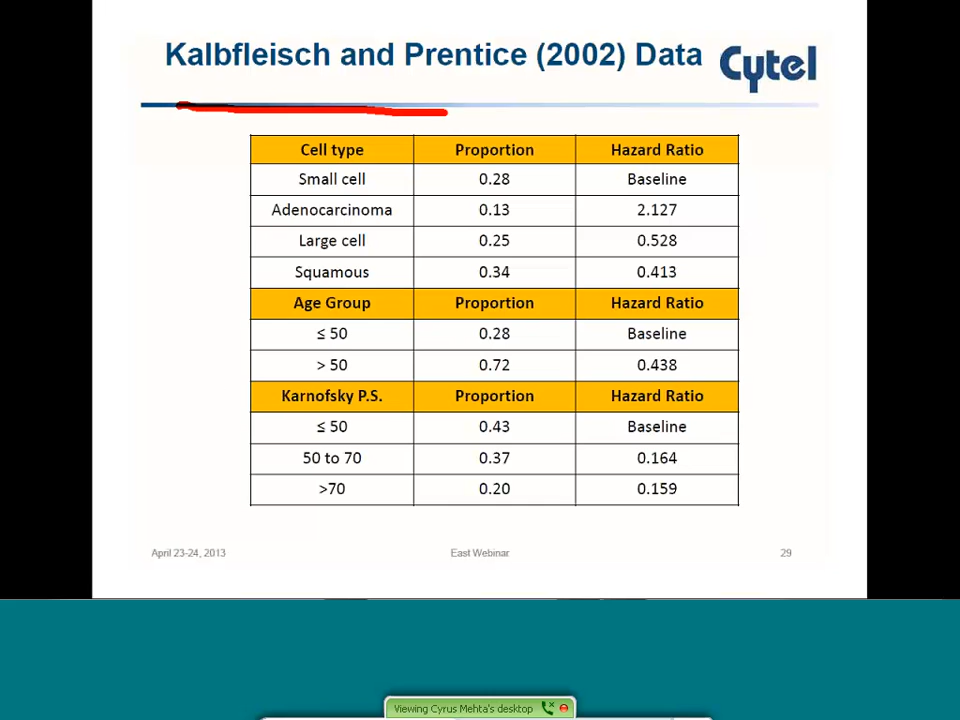 Kalbfleisch and Prentice (2002) Data
Cytel
Cell type Proportion Hazard Ratio
Small cell 0.28 Baseline
Adenocarcinoma 0.13 2.127
Large cell 0.25 0.528
Squamous 0.34 0.413
Age Group Proportion Hazard Ratio
≤ 50 0.28 Baseline
> 50 0.72 0.438
Karnofsky P.S. Proportion Hazard Ratio
≤ 50 0.43 Baseline
50 to 70 0.37 0.164
>70 0.20 0.159
April 23-24, 2013 East Webinar 29
Viewing Cyrus Mehta's desktop